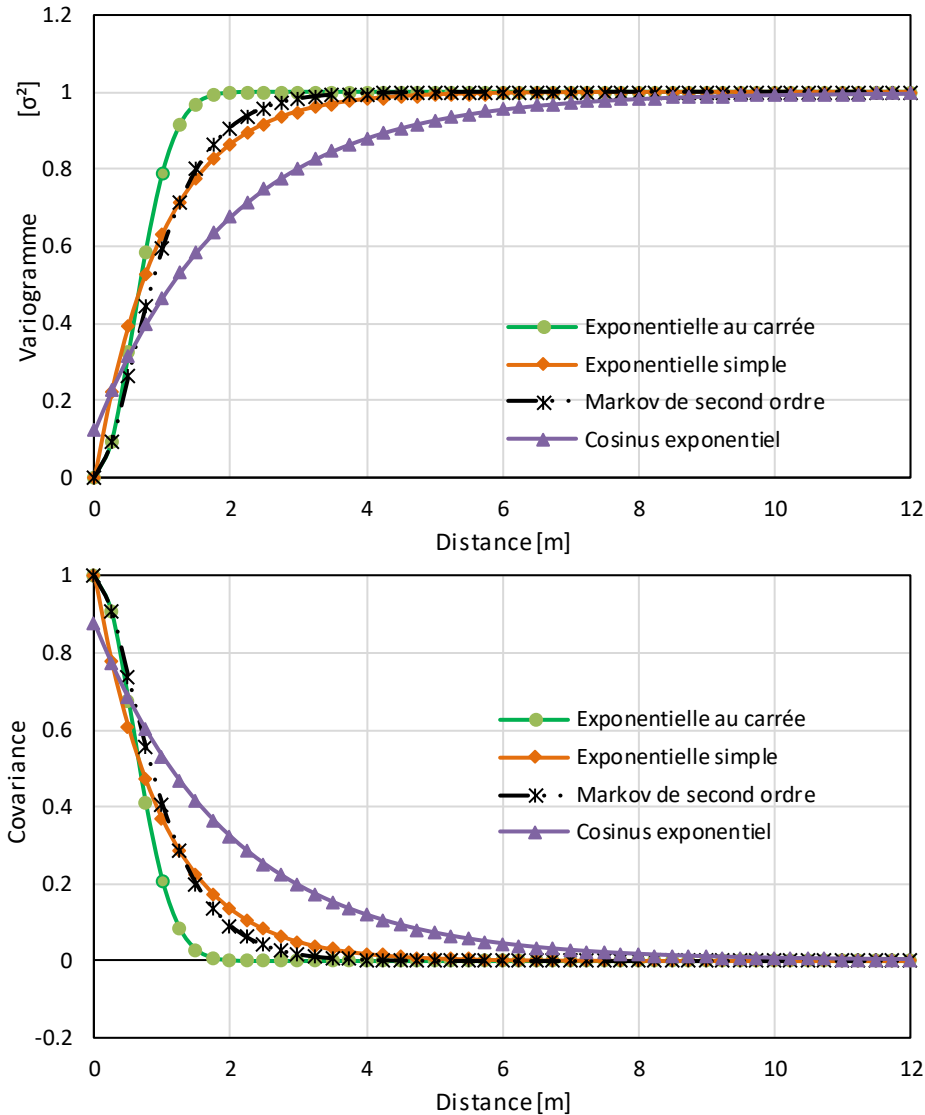 1.2
1
0.8
0.6
0.4
0.2
0
Variogramme [σ²]
Exponentielle au carrée
Exponentielle simple
Markov de second ordre
Cosinus exponentiel
0 2 4 6 8 10 12
Distance [m]
1
0.8
0.6
0.4
0.2
0
-0.2
Covariance
Exponentielle au carrée
Exponentielle simple
Markov de second ordre
Cosinus exponentiel
0 2 4 6 8 10 12
Distance [m]